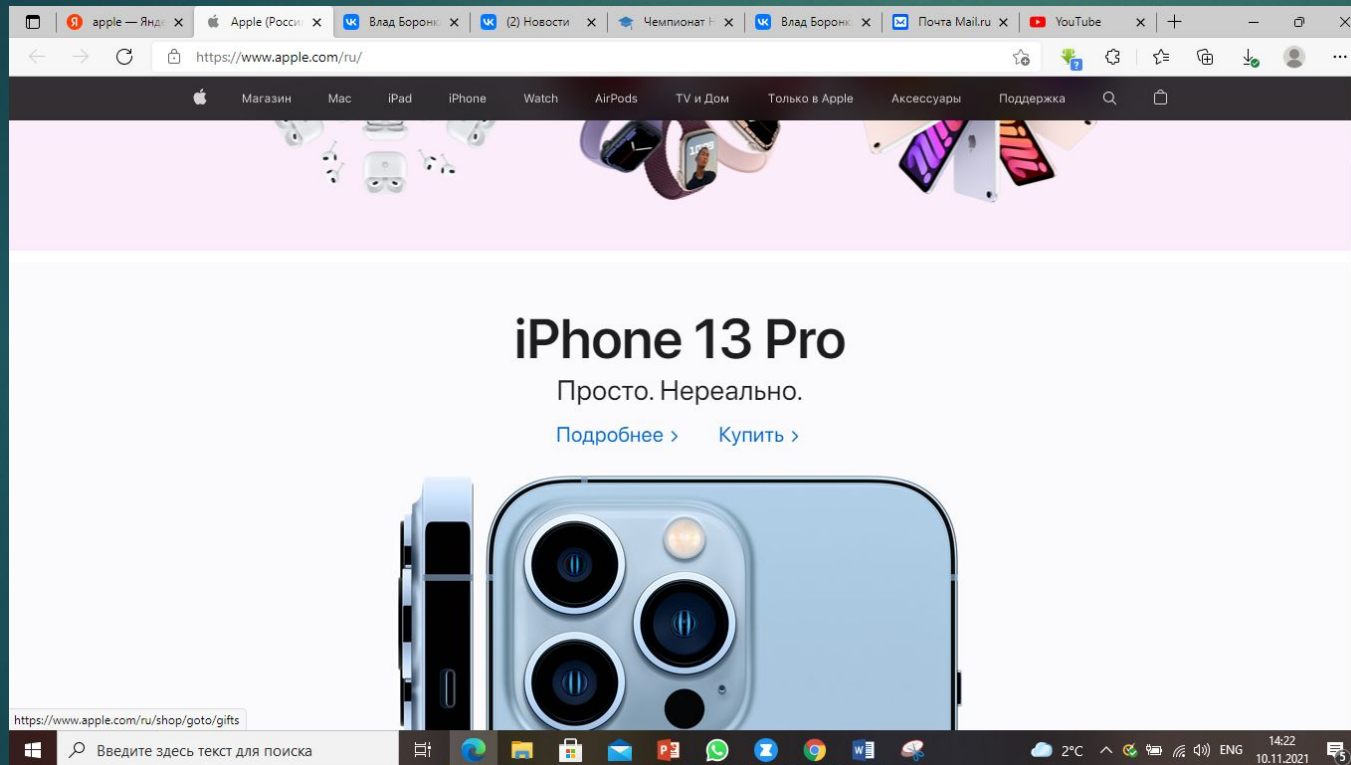 apple — Янде
Apple (Росси
Влад Боронк
(2) Новости
Чемпионат Н
Влад Боронк
Почта Mail.ru
YouTube
https://www.apple.com/ru/
Магазин Mac iPad iPhone Watch AirPods TV и Дом Только в Apple Аксессуары Поддержка
iPhone 13 Pro
Просто. Нереально.
Подробнее > Купить >
https://www.apple.com/ru/shop/goto/gifts
Введите здесь текст для поиска
2°C ENG 14:22
10.11.2021
5